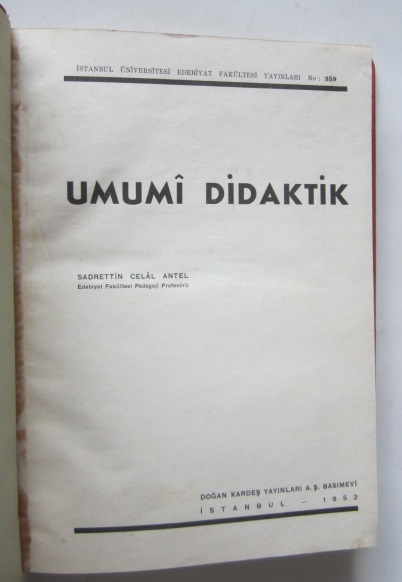 İSTANBUL ÜNİVERSİTESİ EDEBİYAT FAKÜLTESİ YAYINLARI No: 359
UMUMÎ DİDAKTİK
SADRETTİN CELÂL ANTEL
Edebiyat Fakültesi Pedagoji Profesörü
DOĞAN KARDEŞ YAYINLARI A. Ş. BASIMEVİ
İSTANBUL — 1952